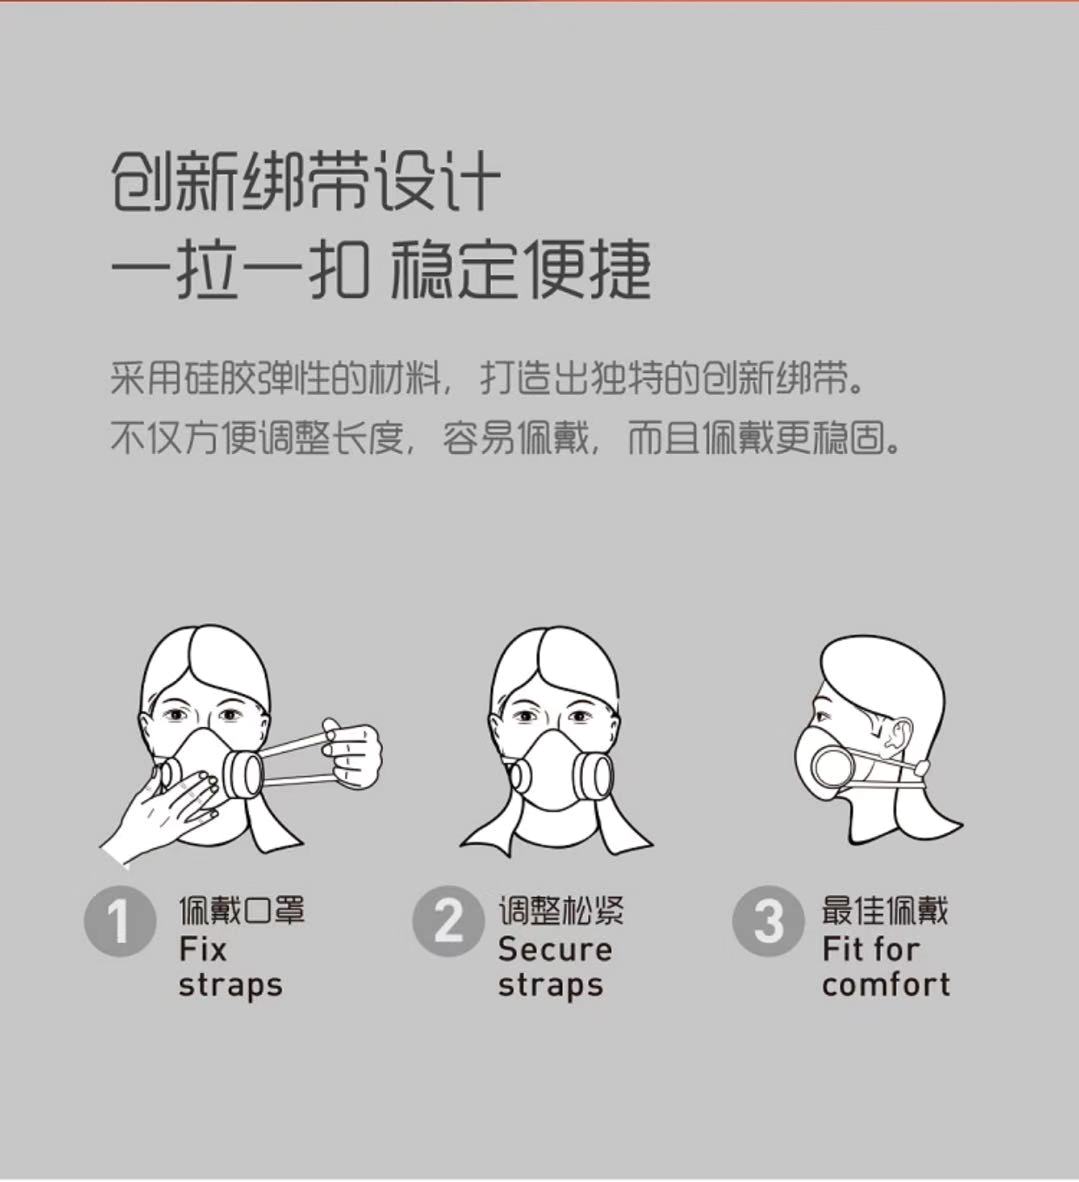 创新绑带设计
一拉一扣 稳定便捷
采用硅胶弹性的材料，打造出独特的创新绑带。
不仅方便调整长度，容易佩戴，而且佩戴更稳固。
1 佩戴口罩
Fix
straps
2 调整松紧
Secure
straps
3 最佳佩戴
Fit for
comfort